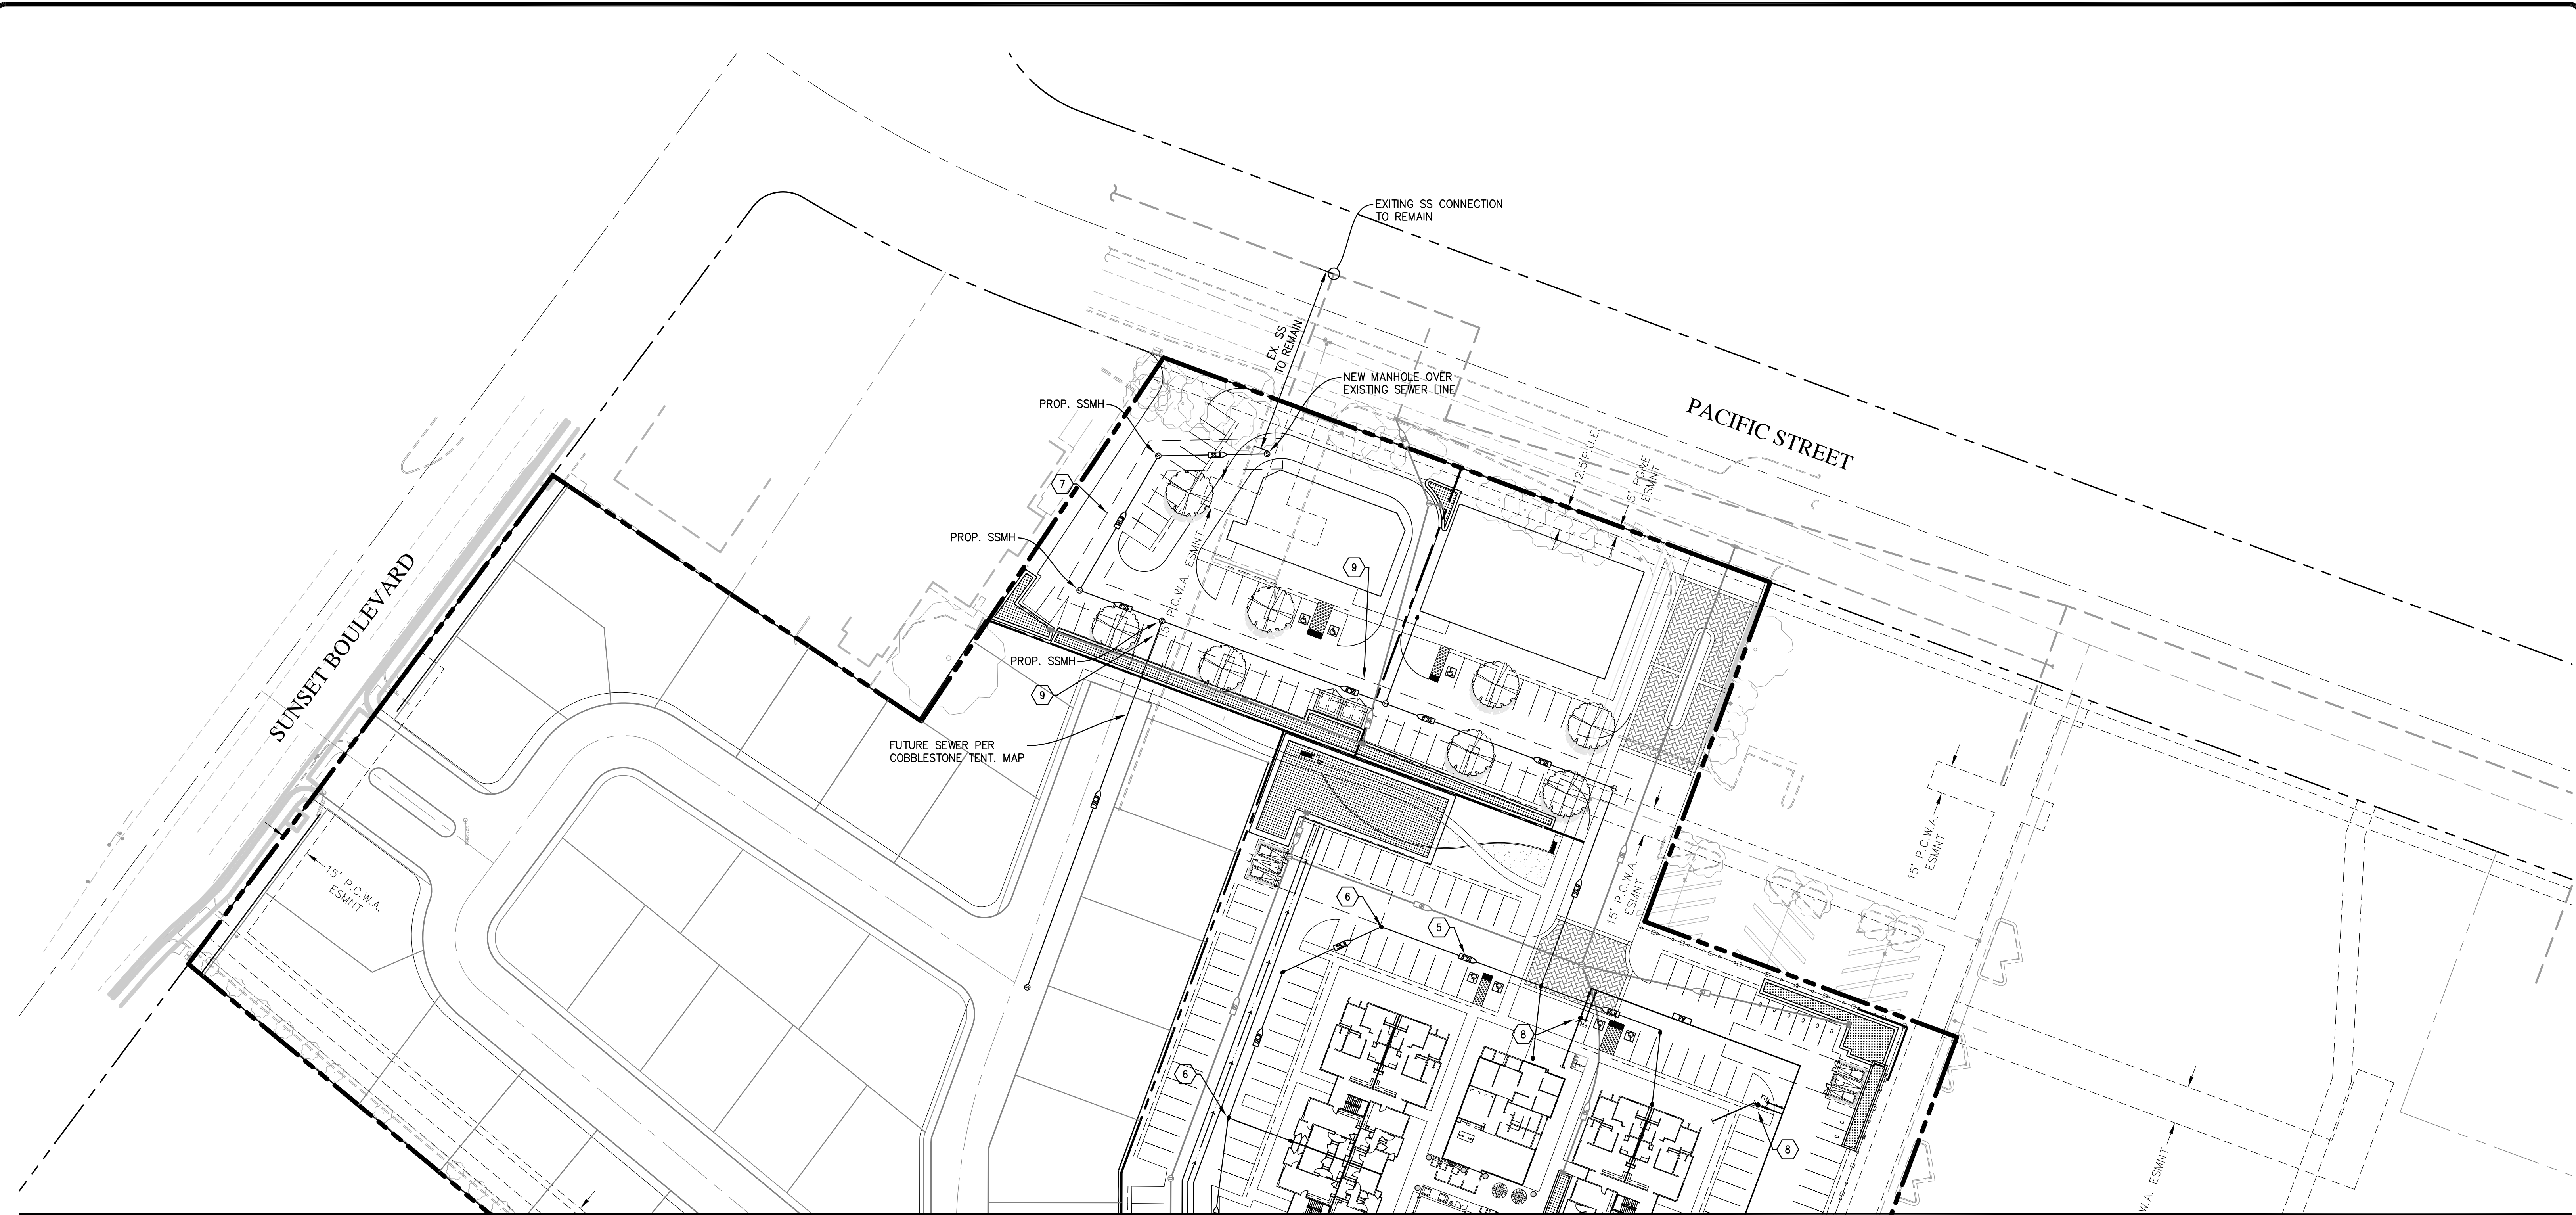 EXITING SS CONNECTION
TO REMAIN
EX. SS
TO REMAIN
NEW MANHOLE OVER
EXISTING SEWER LINE
PROP. SSMH
PACIFIC STREET
12.5' P.U.E.
5' PG&E
ESMNT
7
PROP. SSMH
15' P.C.W.A. ESMNT
9
SUNSET BOULEVARD
PROP. SSMH
9
FUTURE SEWER PER
COBBLESTONE TENT. MAP
15' P.C.W.A.
ESMNT
15' P.C.W.A.
ESMNT
15' P.C.W.A.
ESMNT
6
5
8
6
8
W.A. ESMNT